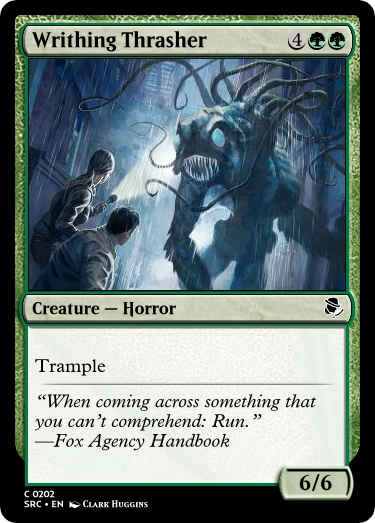 Writhing Thrasher 4
Creature — Horror
Trample
“When coming across something that
you can’t comprehend: Run.”
—Fox Agency Handbook
6/6
C 0202
SRC • EN Clark Huggins